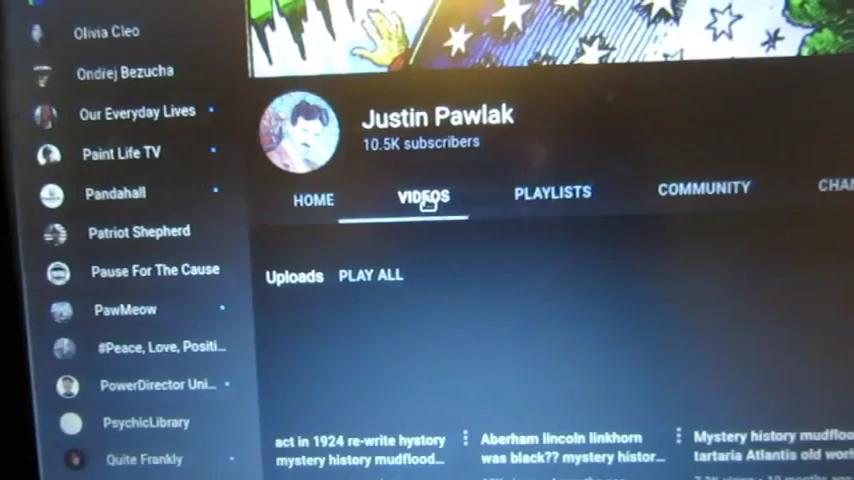 Olivia Cleo
Ondřej Bezucha
Our Everyday Lives
Paint Life TV
Pandahall
Patriot Shepherd
Pause For The Cause
PawMeow
#Peace, Love, Positi...
PowerDirector Uni...
PsychicLibrary
Quite Frankly
Justin Pawlak
10.5K subscribers
HOME VIDEOS PLAYLISTS COMMUNITY CHAN
Uploads PLAY ALL
act in 1924 re-write hystory
mystery history mudflood...
Aberham lincoln linkhorn
was black?? mystery histor...
Mystery history mudfloo
tartaria Atlantis old worl